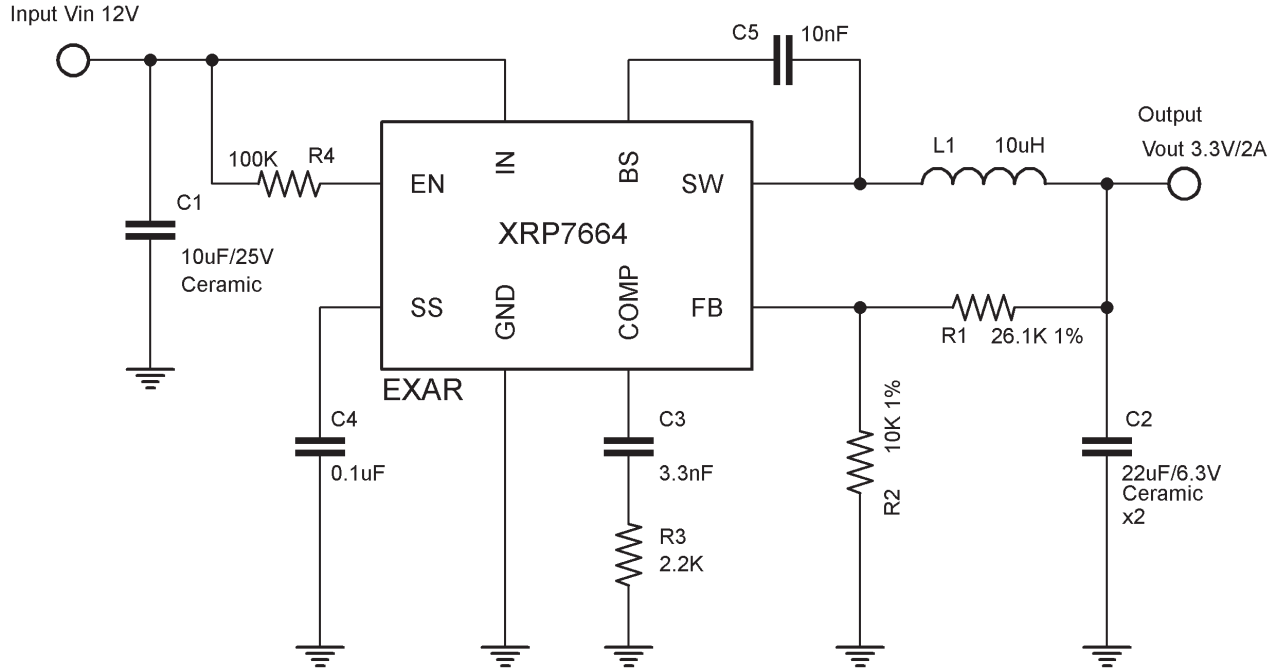 Input Vin 12V
C5
10nF
Output
Vout 3.3V/2A
L1
10uH
100K
R4
EN
IN
BS
SW
C1
10uF/25V
Ceramic
XRP7664
SS
GND
COMP
FB
R1
26.1K 1%
EXAR
C4
0.1uF
C3
3.3nF
R3
2.2K
10K 1%
R2
C2
22uF/6.3V
Ceramic
x2